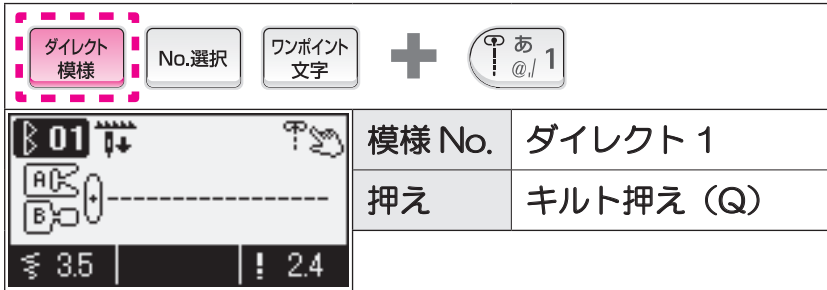 ダイレクト
模様
No.選択
ワンポイント
文字
あ
@./
1
01
A
B
3.5
2.4
模様 No.
ダイレクト 1
押え
キルト押え（Q）